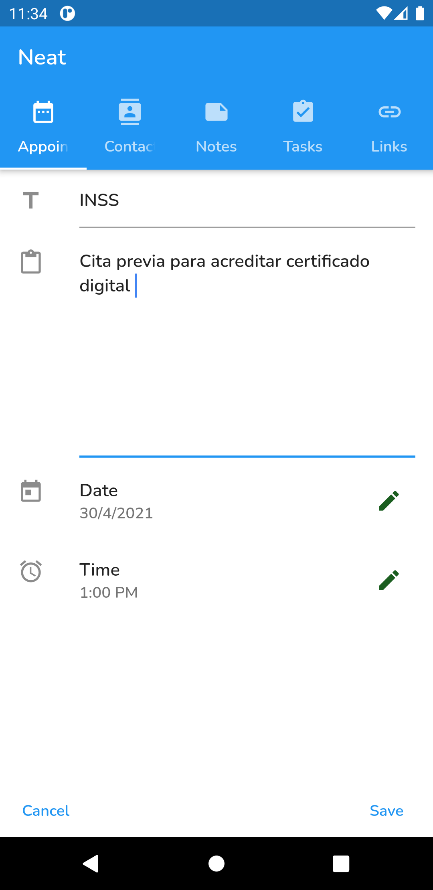 11:34
Neat
Appoin
Contac
Notes
Tasks
Links
INSS
Cita previa para acreditar certificado
digital
Date
30/4/2021
Time
1:00 PM
Cancel
Save